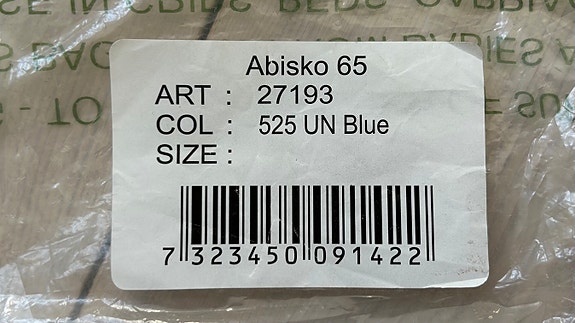 Abisko 65
ART : 27193
COL : 525 UN Blue
SIZE :
7 323450 091422